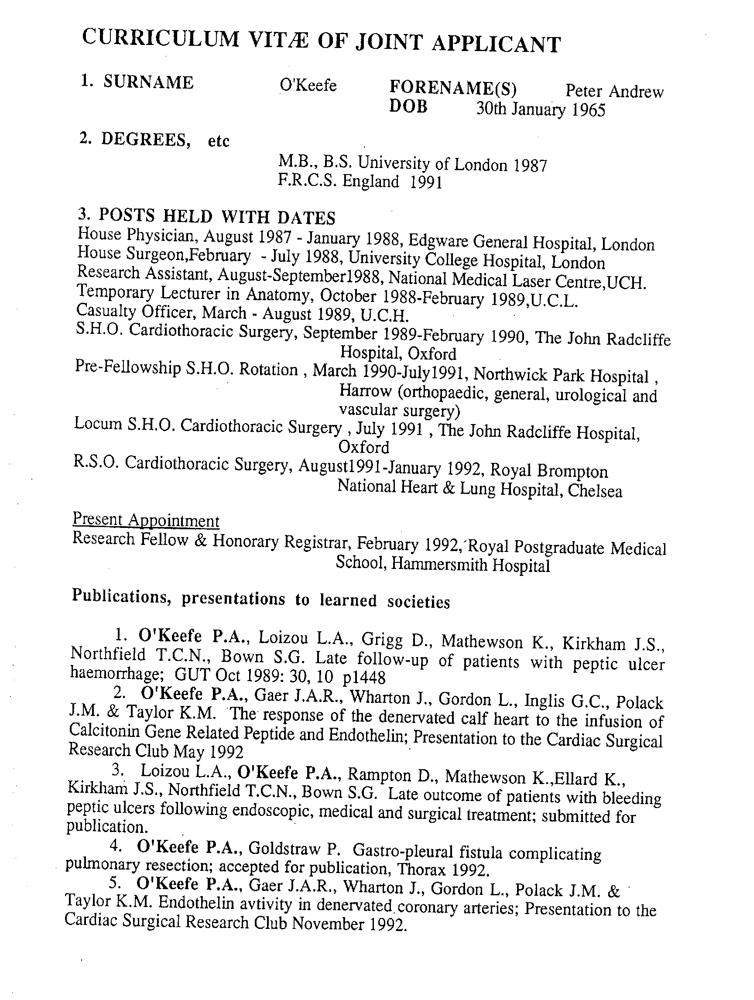 CURRICULUM VITÆ OF JOINT APPLICANT
1. SURNAME O'Keefe FORENAME(S) Peter Andrew
DOB 30th January 1965
2. DEGREES, etc
M.B., B.S. University of London 1987
F.R.C.S. England 1991
3. POSTS HELD WITH DATES
House Physician, August 1987 - January 1988, Edgware General Hospital, London
House Surgeon,February - July 1988, University College Hospital, London
Research Assistant, August-September1988, National Medical Laser Centre,UCH.
Temporary Lecturer in Anatomy, October 1988-February 1989,U.C.L.
Casualty Officer, March - August 1989, U.C.H.
S.H.O. Cardiothoracic Surgery, September 1989-February 1990, The John Radcliffe
Hospital, Oxford
Pre-Fellowship S.H.O. Rotation , March 1990-July1991, Northwick Park Hospital ,
Harrow (orthopaedic, general, urological and
vascular surgery)
Locum S.H.O. Cardiothoracic Surgery , July 1991 , The John Radcliffe Hospital,
Oxford
R.S.O. Cardiothoracic Surgery, August1991-January 1992, Royal Brompton
National Heart & Lung Hospital, Chelsea
Present Appointment
Research Fellow & Honorary Registrar, February 1992, Royal Postgraduate Medical
School, Hammersmith Hospital
Publications, presentations to learned societies
1. O'Keefe P.A., Loizou L.A., Grigg D., Mathewson K., Kirkham J.S.,
Northfield T.C.N., Bown S.G. Late follow-up of patients with peptic ulcer
haemorrhage; GUT Oct 1989: 30, 10 p1448
2. O'Keefe P.A., Gaer J.A.R., Wharton J., Gordon L., Inglis G.C., Polack
J.M. & Taylor K.M. The response of the denervated calf heart to the infusion of
Calcitonin Gene Related Peptide and Endothelin; Presentation to the Cardiac Surgical
Research Club May 1992
3. Loizou L.A., O'Keefe P.A., Rampton D., Mathewson K.,Ellard K.,
Kirkham J.S., Northfield T.C.N., Bown S.G. Late outcome of patients with bleeding
peptic ulcers following endoscopic, medical and surgical treatment; submitted for
publication.
4. O'Keefe P.A., Goldstraw P. Gastro-pleural fistula complicating
pulmonary resection; accepted for publication, Thorax 1992.
5. O'Keefe P.A., Gaer J.A.R., Wharton J., Gordon L., Polack J.M. &
Taylor K.M. Endothelin avtivity in denervated coronary arteries; Presentation to the
Cardiac Surgical Research Club November 1992.